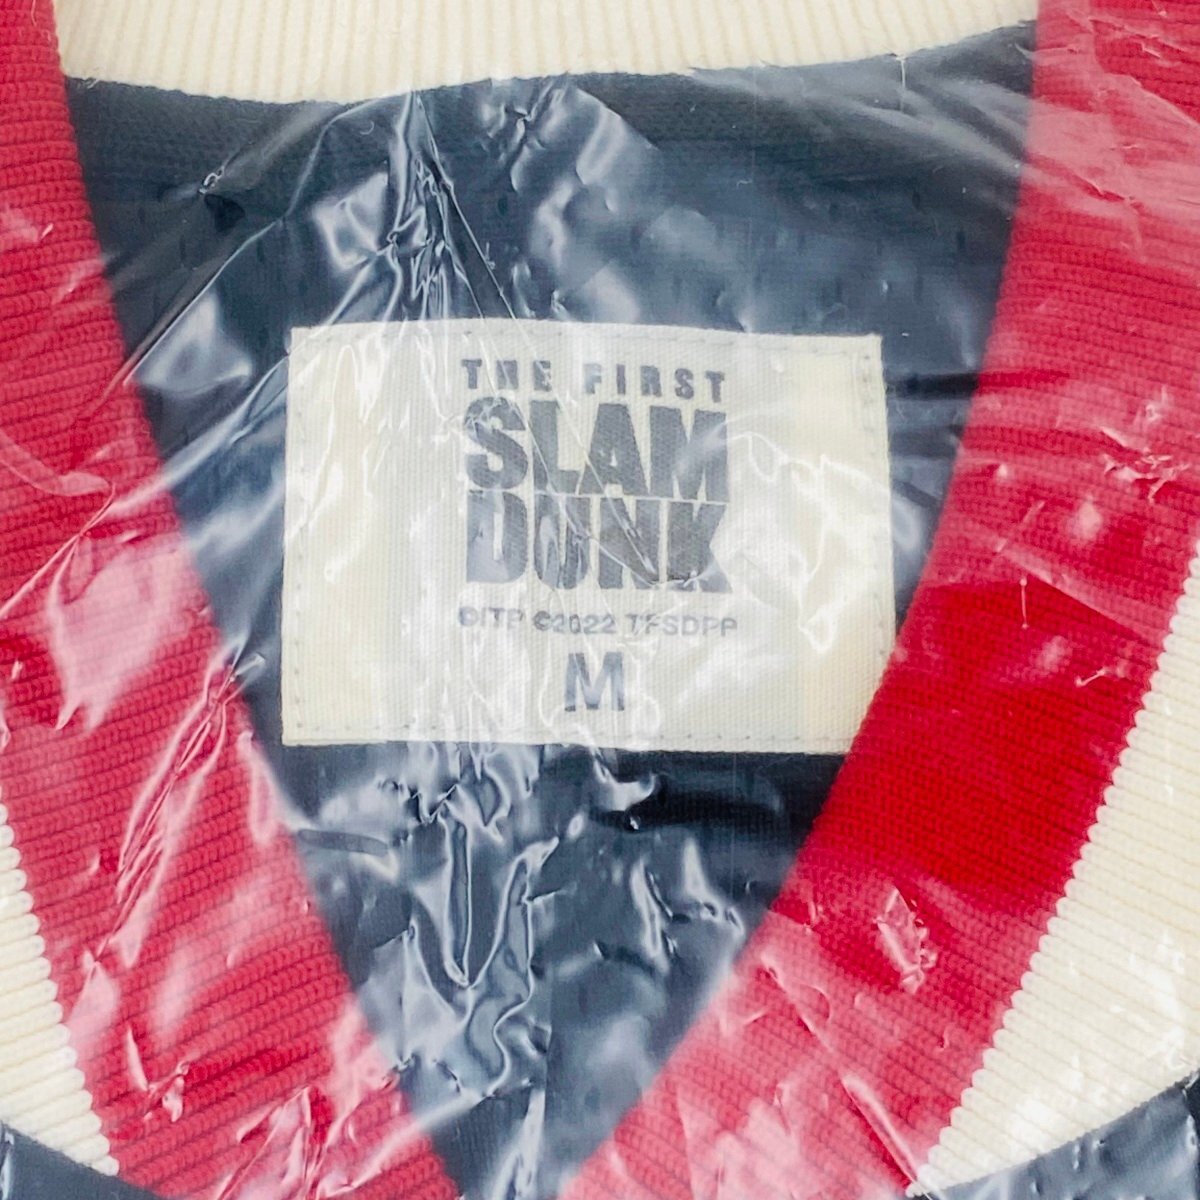 THE FIRST
SLAM
DUNK
©ITP ©2022 TFSDPP
M